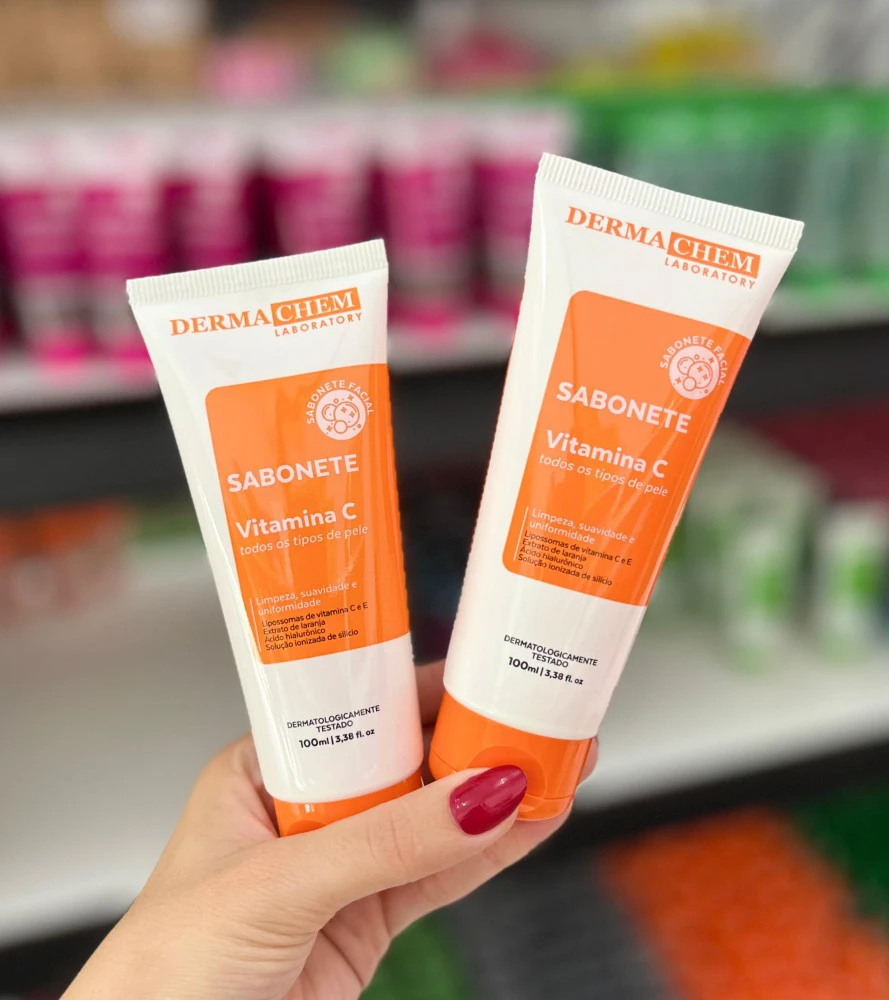 DERMACHEM
LABORATORY
SABONETE FACIAL
SABONETE
Vitamina C
todos os tipos de pele
Limpeza, suavidade e
uniformidade
Lipossomas de vitamina C e E
Extrato de laranja
Ácido hialurônico
Solução ionizada de silício
DERMATOLOGICAMENTE
TESTADO
100ml | 3,38 fl. oz
DERMACHEM
LABORATORY
SABONETE FACIAL
SABONETE
Vitamina C
todos os tipos de pele
Limpeza, suavidade e
uniformidade
Lipossomas de vitamina C e E
Extrato de laranja
Ácido hialurônico
Solução ionizada de silício
DERMATOLOGICAMENTE
TESTADO
100ml | 3,38 fl. oz